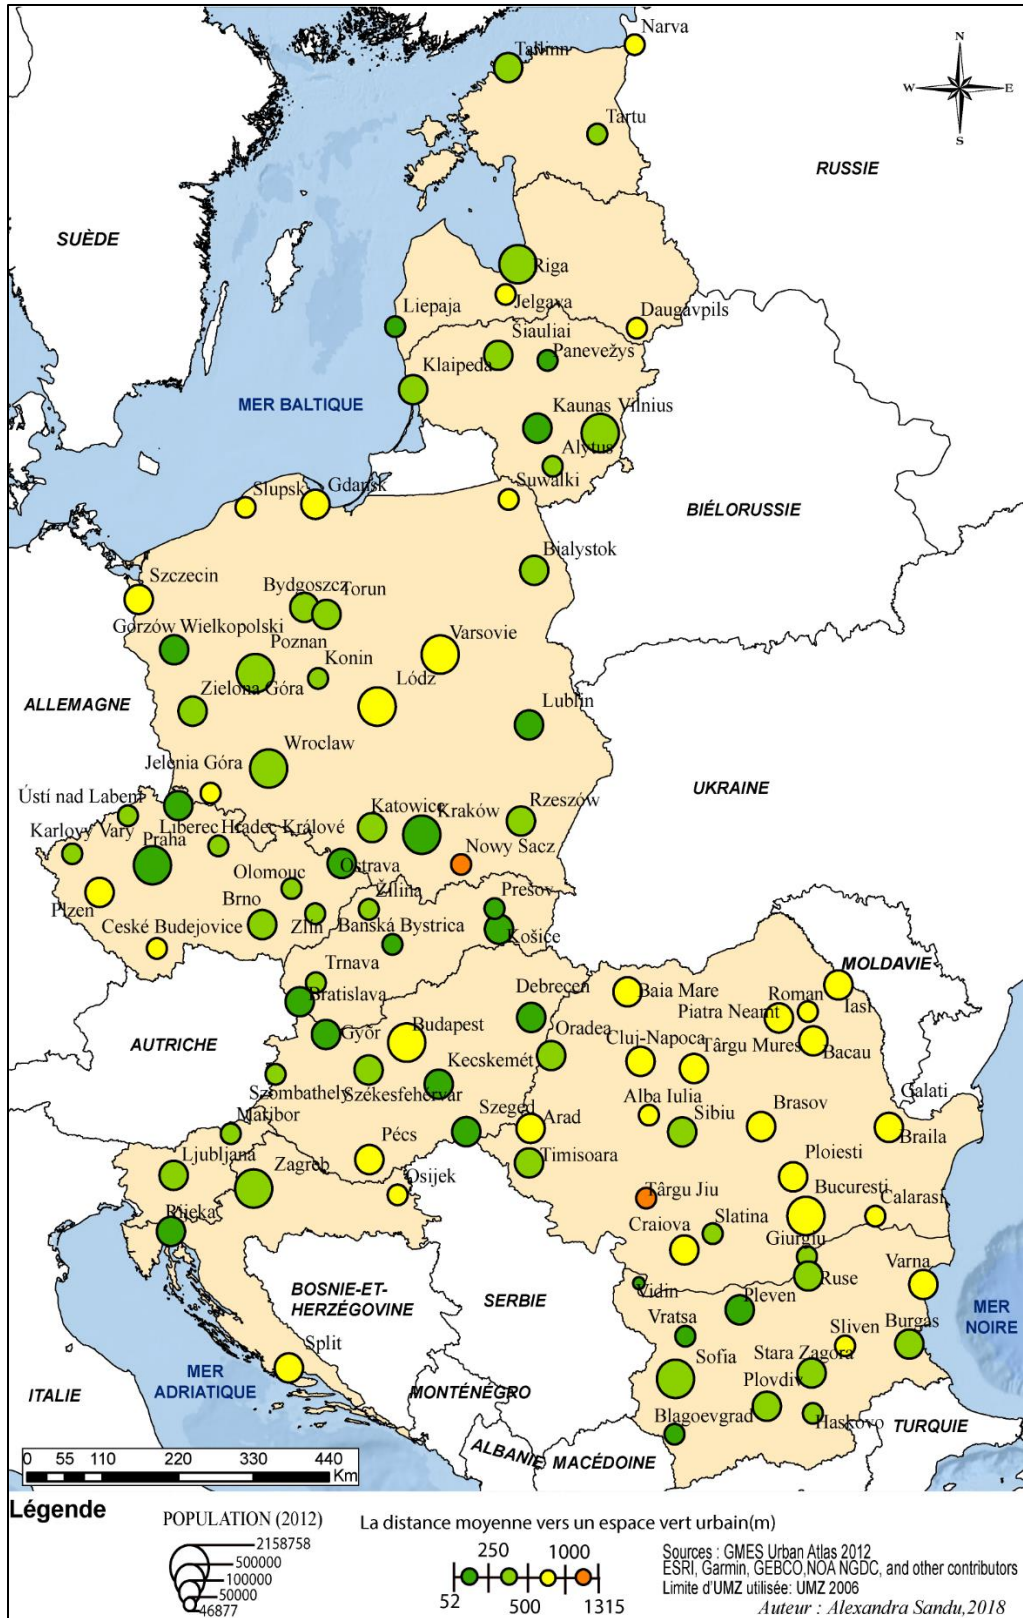 Narva
N
Tallinn
W
E
S
Tartu
RUSSIE
SUÈDE
Riga
Jelgava
Liepaja
Daugavpils
Šiauliai
Panevežys
Klaipeda
MER BALTIQUE
Kaunas
Vilnius
Alytus
Suwalki
Slupsk
Gdańsk
BIÉLORUSSIE
Bialystok
Szczecin
Bydgoszcz
Torun
Gorzów Wielkopolski
Poznan
Varsovie
Konin
Lódz
ALLEMAGNE
Zielona Góra
Lublin
Wroclaw
Jelenia Góra
UKRAINE
Ústí nad Labem
Liberec
Hradec Králové
Katowice
Kraków
Rzeszów
Karlovy Vary
Praha
Ostrava
Nowy Sacz
Olomouc
Žilina
Prešov
Plzen
Brno
Zlín
Banská Bystrica
Ceské Budejovice
Košice
MOLDAVIE
Trnava
Bratislava
Debrecen
Baia Mare
Roman
Iasi
Piatra Neamt
AUTRICHE
Györ
Budapest
Oradea
Cluj-Napoca
Târgu Mures
Bacau
Kecskemét
Szombathely
Székesfehérvár
Galati
Maribor
Szeged
Arad
Alba Iulia
Sibiu
Brasov
Braila
Ljubljana
Zagreb
Pécs
Timisoara
Ploiesti
Osijek
Târgu Jiu
Bucuresti
Calarasi
Rijeka
Craiova
Slatina
Giurgiu
Ruse
Varna
BOSNIE-ET-
HERZÉGOVINE
SERBIE
Vidin
Pleven
MER
NOIRE
Vratsa
Sliven
Burgas
Split
Sofia
Stara Zagora
MER
ADRIATIQUE
ITALIE
MONTÉNÉGRO
Plovdiv
Blagoevgrad
Haskovo
TURQUIE
ALBANIE
MACÉDOINE
0 55 110 220 330 440
Km
Légende
POPULATION (2012)
2158758
500000
100000
50000
46877
La distance moyenne vers un espace vert urbain(m)
250 1000
52 500 1315
Sources : GMES Urban Atlas 2012
ESRI, Garmin, GEBCO,NOA NGDC, and other contributors
Limite d'UMZ utilisée: UMZ 2006
Auteur : Alexandra Sandu,2018